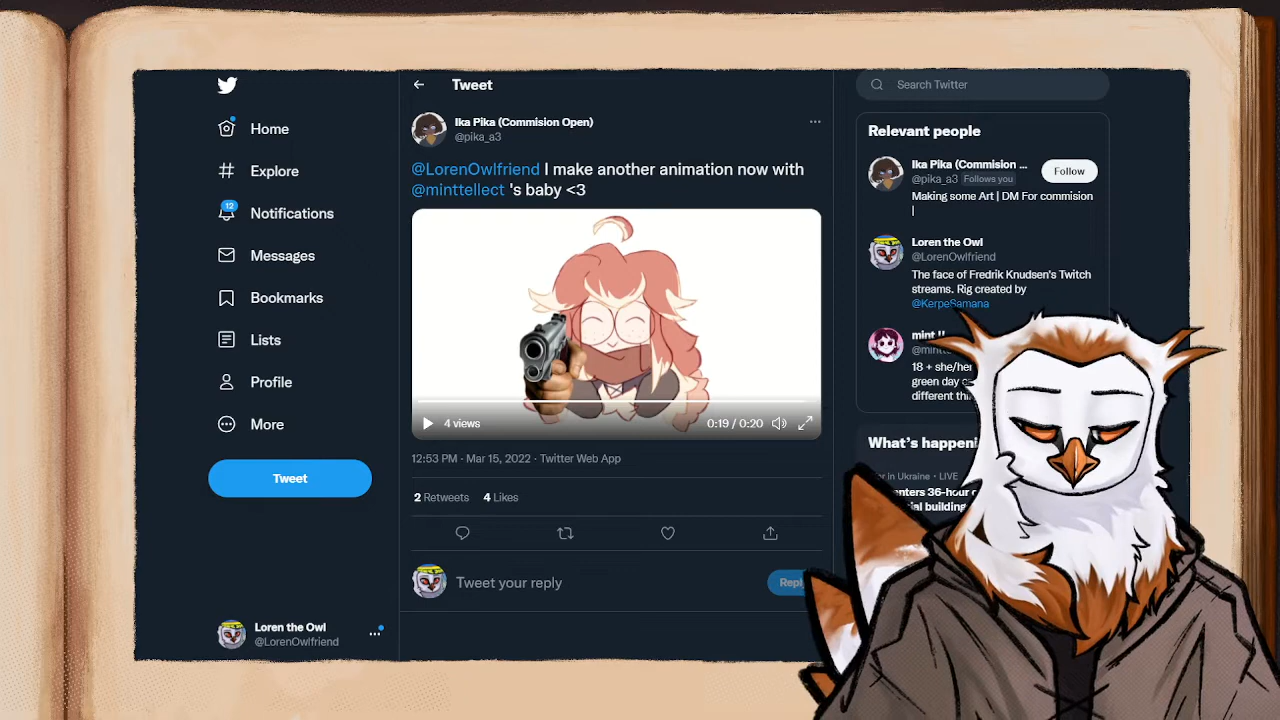 Home
Explore
12
Notifications
Messages
Bookmarks
Lists
Profile
More
Tweet
Loren the Owl
@LorenOwlfriend
Tweet
Ika Pika (Commision Open)
@pika_a3
@LorenOwlfriend I make another animation now with
@minttellect 's baby <3
4 views
0:19 / 0:20
12:53 PM · Mar 15, 2022 · Twitter Web App
2 Retweets 4 Likes
Tweet your reply
Search Twitter
Relevant people
Ika Pika (Commision ...
@pika_a3 Follows you
Follow
Making some Art | DM For commision
|
Loren the Owl
@LorenOwlfriend
The face of Fredrik Knudsen's Twitch
streams. Rig created by
@KerpeSamana
mint !!
18 + she/her
green day
different
What's
in Ukraine · LIVE
36-hour
building